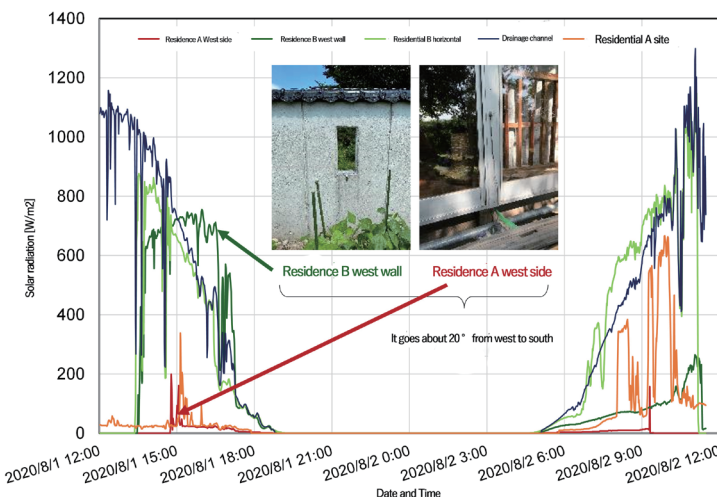 1400
Residence A West side
Residence B west wall
Residential B horizontal
Drainage channel
Residential A site
1200
1000
800
600
400
200
0
Solar radiation [W/m2]
Residence B west wall
Residence A west side
It goes about 20° from west to south
2020/8/1 12:00
2020/8/1 15:00
2020/8/1 18:00
2020/8/1 21:00
2020/8/2 0:00
2020/8/2 3:00
2020/8/2 6:00
2020/8/2 9:00
2020/8/2 12:00
Date and Time